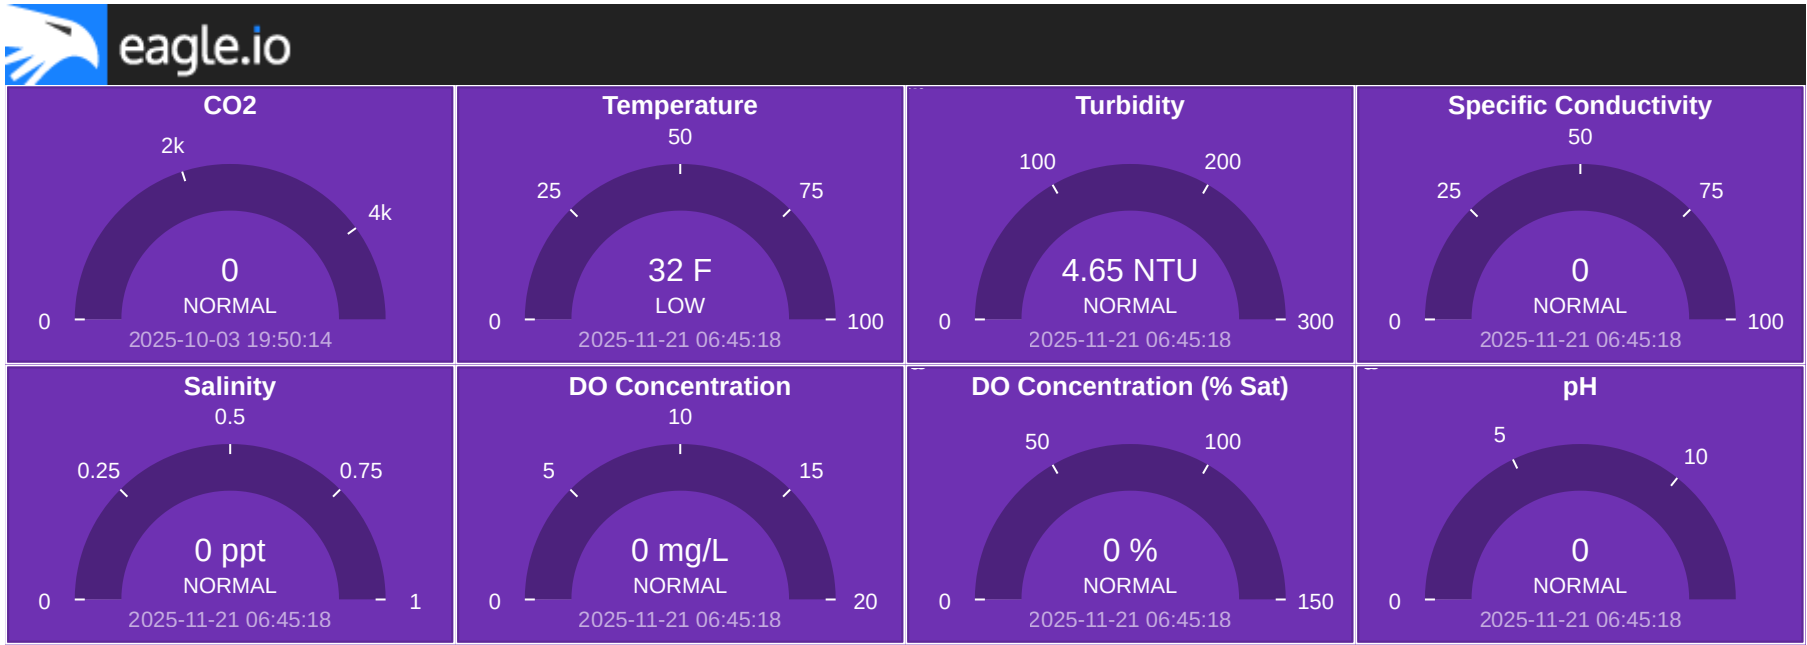 eagle.io
CO2
2k
4k
0
0
NORMAL
2025-10-03 19:50:14
Temperature
50
25
75
32 F
LOW
0
100
2025-11-21 06:45:18
Turbidity
100
200
4.65 NTU
NORMAL
0
300
2025-11-21 06:45:18
Specific Conductivity
50
25
75
0
NORMAL
0
100
2025-11-21 06:45:18
Salinity
0.5
0.25
0.75
0 ppt
NORMAL
0
1
2025-11-21 06:45:18
DO Concentration
10
5
15
0 mg/L
NORMAL
0
20
2025-11-21 06:45:18
DO Concentration (% Sat)
50
100
0 %
NORMAL
0
150
2025-11-21 06:45:18
pH
5
10
0
NORMAL
0
2025-11-21 06:45:18